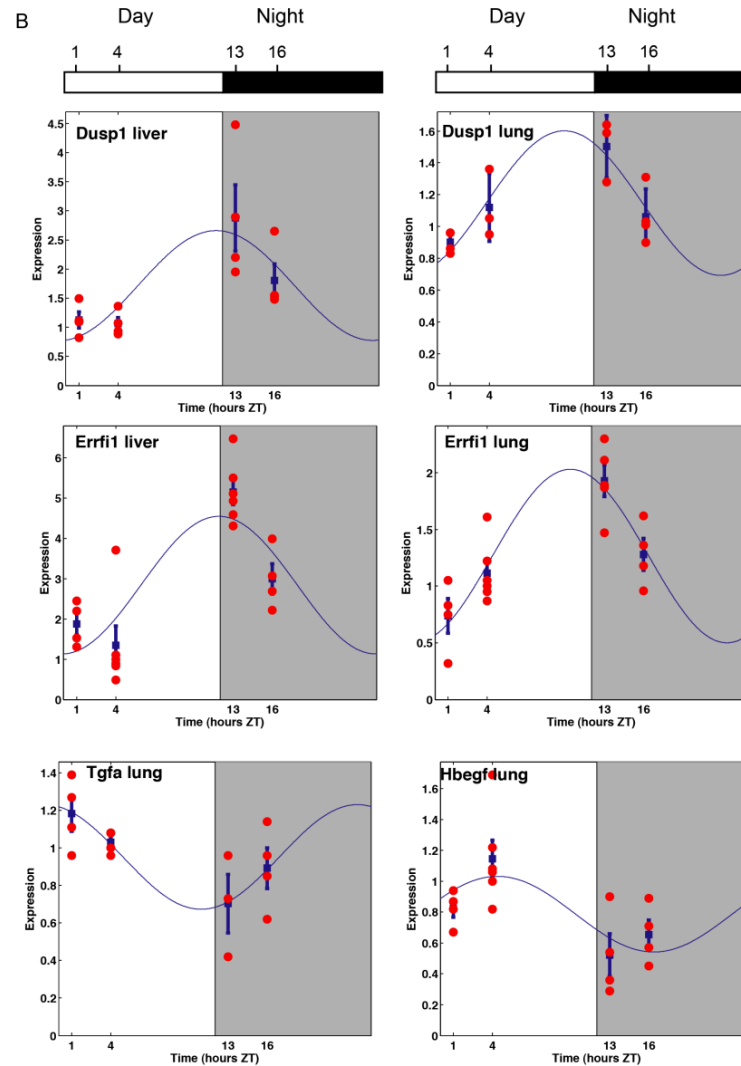 B
Day Night Day Night
1 4 13 16 1 4 13 16
Dusp1 liver
4.5
4
3.5
3
2.5
2
1.5
1
0.5
0
Expression
1 4 13 16
Time (hours ZT)
Dusp1 lung
1.6
1.4
1.2
1
0.8
0.6
0.4
0.2
0
Expression
1 4 13 16
Time (hours ZT)
Errfi1 liver
6
5
4
3
2
1
0
Expression
1 4 13 16
Time (hours ZT)
Errfi1 lung
2
1.5
1
0.5
0
Expression
1 4 13 16
Time (hours ZT)
Tgfa lung
1.4
1.2
1
0.8
0.6
0.4
0.2
0
Expression
1 4 13 16
Time (hours ZT)
Hbegf lung
1.6
1.4
1.2
1
0.8
0.6
0.4
0.2
0
Expression
1 4 13 16
Time (hours ZT)